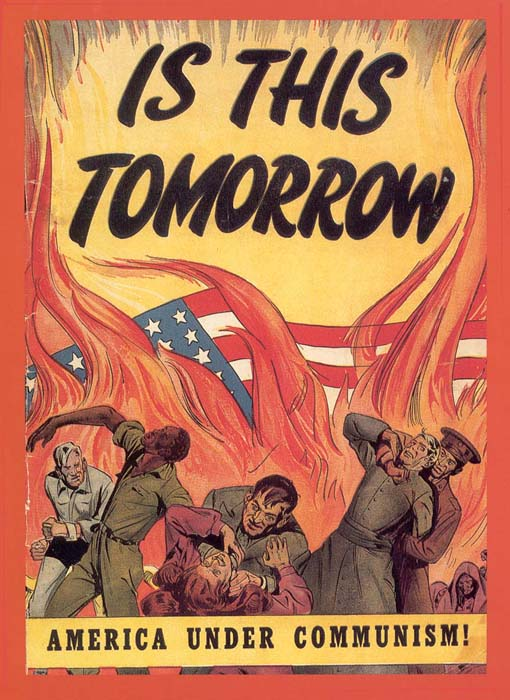 IS THIS
TOMORROW
AMERICA UNDER COMMUNISM!